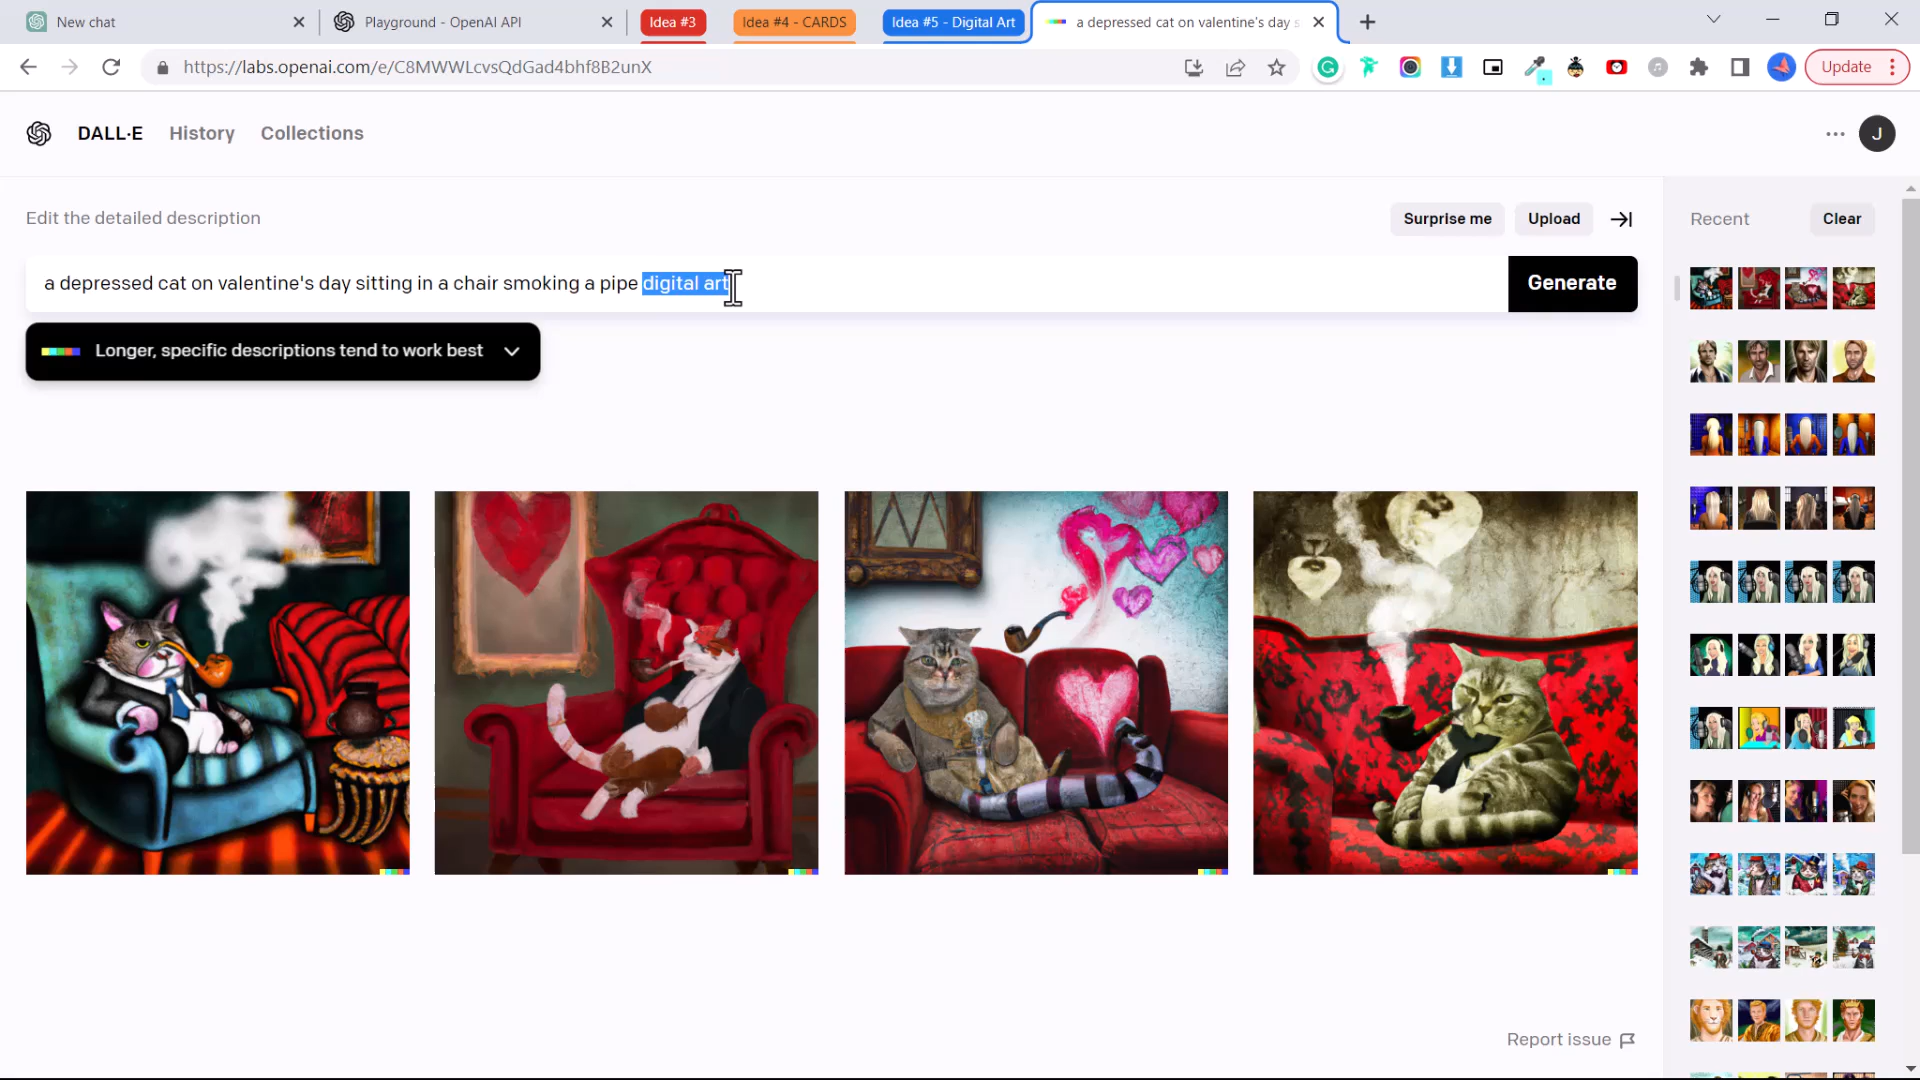 New chat
Playground - OpenAI API
Idea #3
Idea #4 - CARDS
Idea #5 - Digital Art
a depressed cat on valentine's day s
https://labs.openai.com/e/C8MWWLcvsQdGad4bhf8B2unX
Update
DALL·E
History
Collections
J
Edit the detailed description
Surprise me
Upload
Recent
Clear
a depressed cat on valentine's day sitting in a chair smoking a pipe digital art
Generate
Longer, specific descriptions tend to work best
Report issue